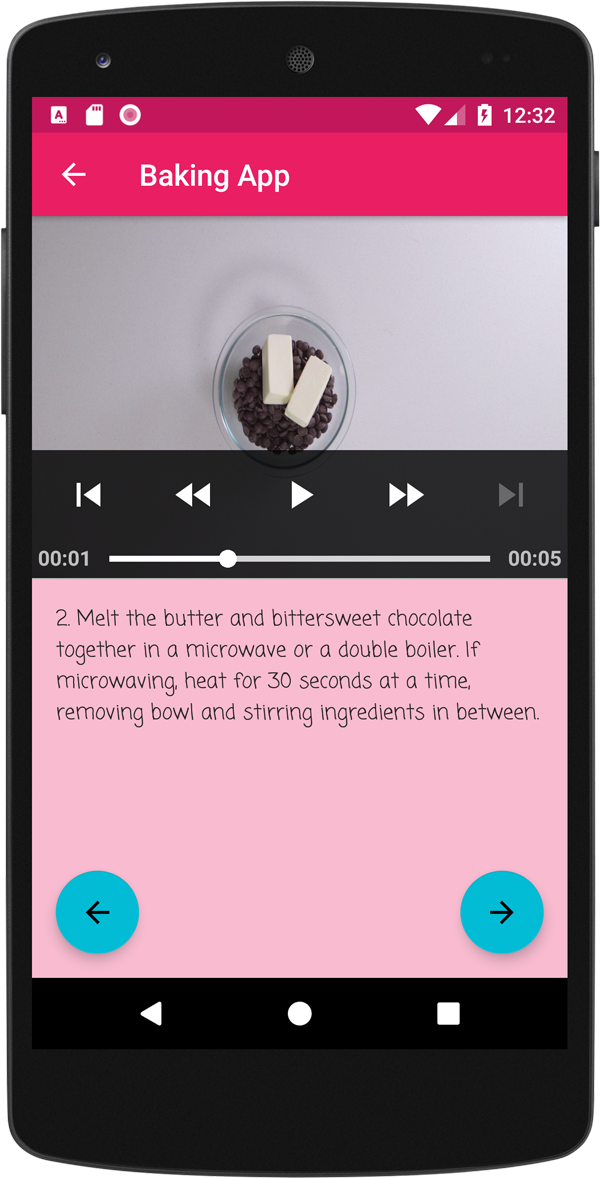 12:32
Baking App
00:01 00:05
2. Melt the butter and bittersweet chocolate
together in a microwave or a double boiler. If
microwaving, heat for 30 seconds at a time,
removing bowl and stirring ingredients in between.